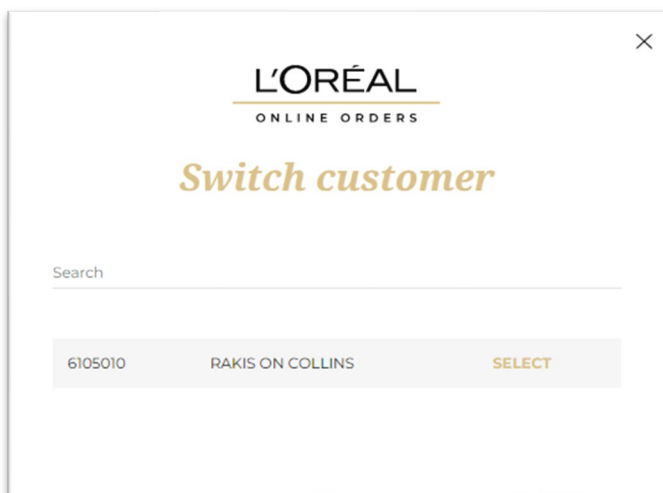 L'ORÉAL
ONLINE ORDERS
Switch customer
Search
6105010 RAKIS ON COLLINS SELECT